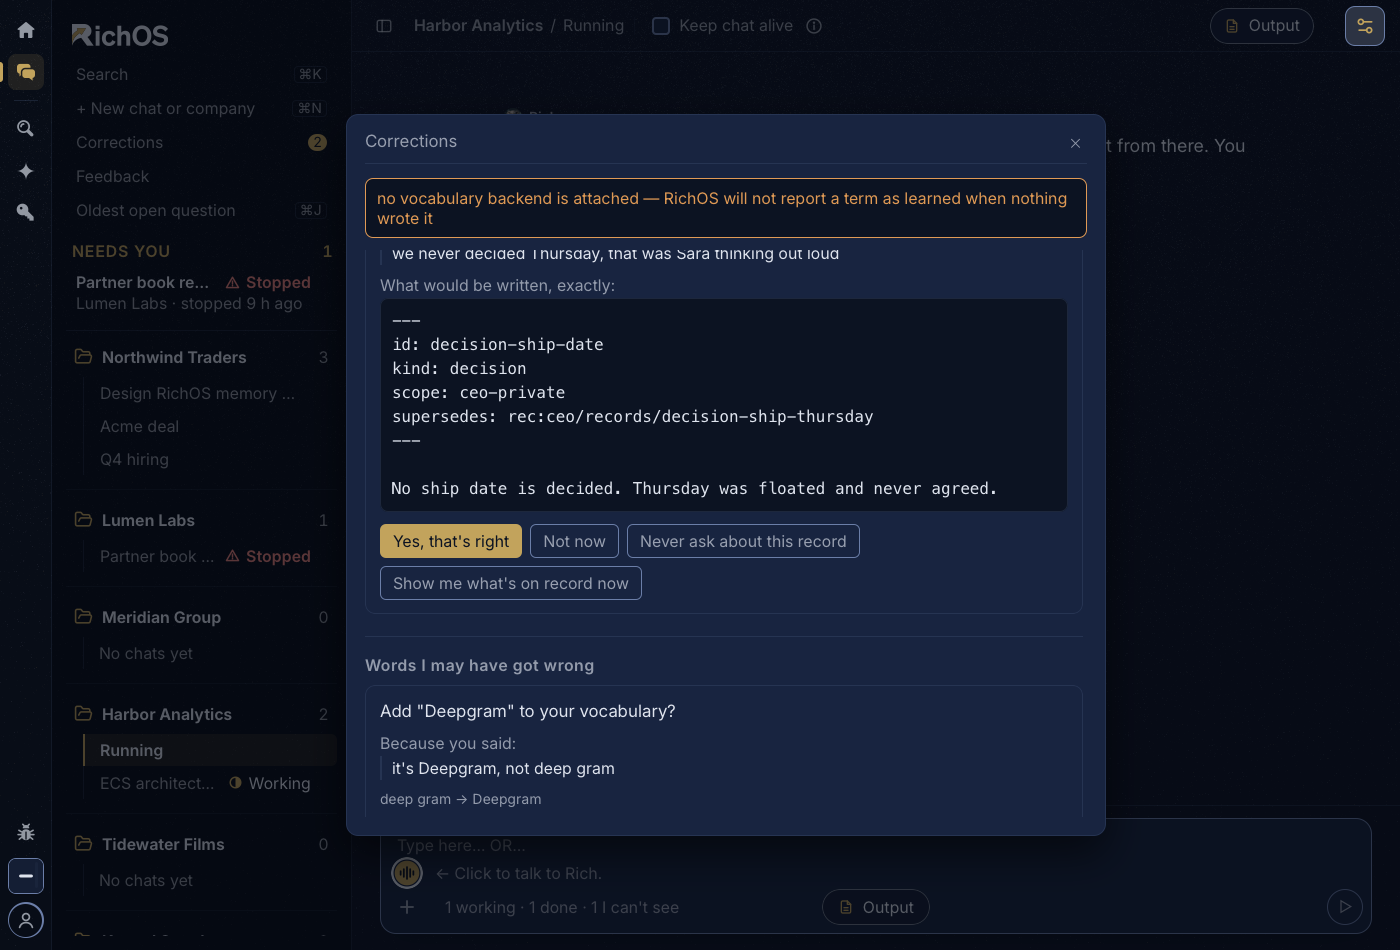 RichOS
Search ⌘K
+ New chat or company ⌘N
Corrections 2
Feedback
Oldest open question ⌘J
NEEDS YOU 1
Partner book re... Stopped
Lumen Labs · stopped 9 h ago
Northwind Traders 3
Design RichOS memory ...
Acme deal
Q4 hiring
Lumen Labs 1
Partner book ... Stopped
Meridian Group 0
No chats yet
Harbor Analytics 2
Running
ECS architect... Working
Tidewater Films 0
No chats yet
Harbor Analytics / Running Keep chat alive Output
t from there. You
Corrections
no vocabulary backend is attached — RichOS will not report a term as learned when nothing
wrote it
we never decided Thursday, that was Sara thinking out loud
What would be written, exactly:
---
id: decision-ship-date
kind: decision
scope: ceo-private
supersedes: rec:ceo/records/decision-ship-thursday
---
No ship date is decided. Thursday was floated and never agreed.
Yes, that's right Not now Never ask about this record
Show me what's on record now
Words I may have got wrong
Add "Deepgram" to your vocabulary?
Because you said:
it's Deepgram, not deep gram
deep gram → Deepgram
Type here... OR...
← Click to talk to Rich.
1 working · 1 done · 1 I can't see Output